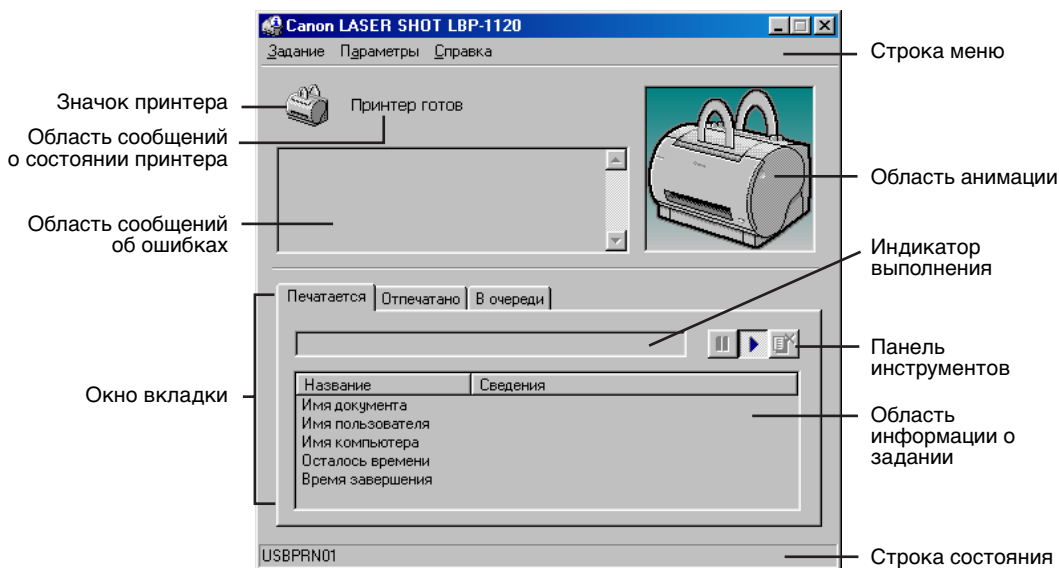 Canon LASER SHOT LBP-1120
Задание Параметры Справка
Строка меню
Значок принтера
Принтер готов
Область сообщений
о состоянии принтера
Область анимации
Область сообщений
об ошибках
Индикатор
выполнения
Печатается Отпечатано В очереди
Панель
инструментов
Окно вкладки
Название Сведения
Имя документа
Имя пользователя
Имя компьютера
Осталось времени
Время завершения
Область
информации о
задании
USBPRN01
Строка состояния